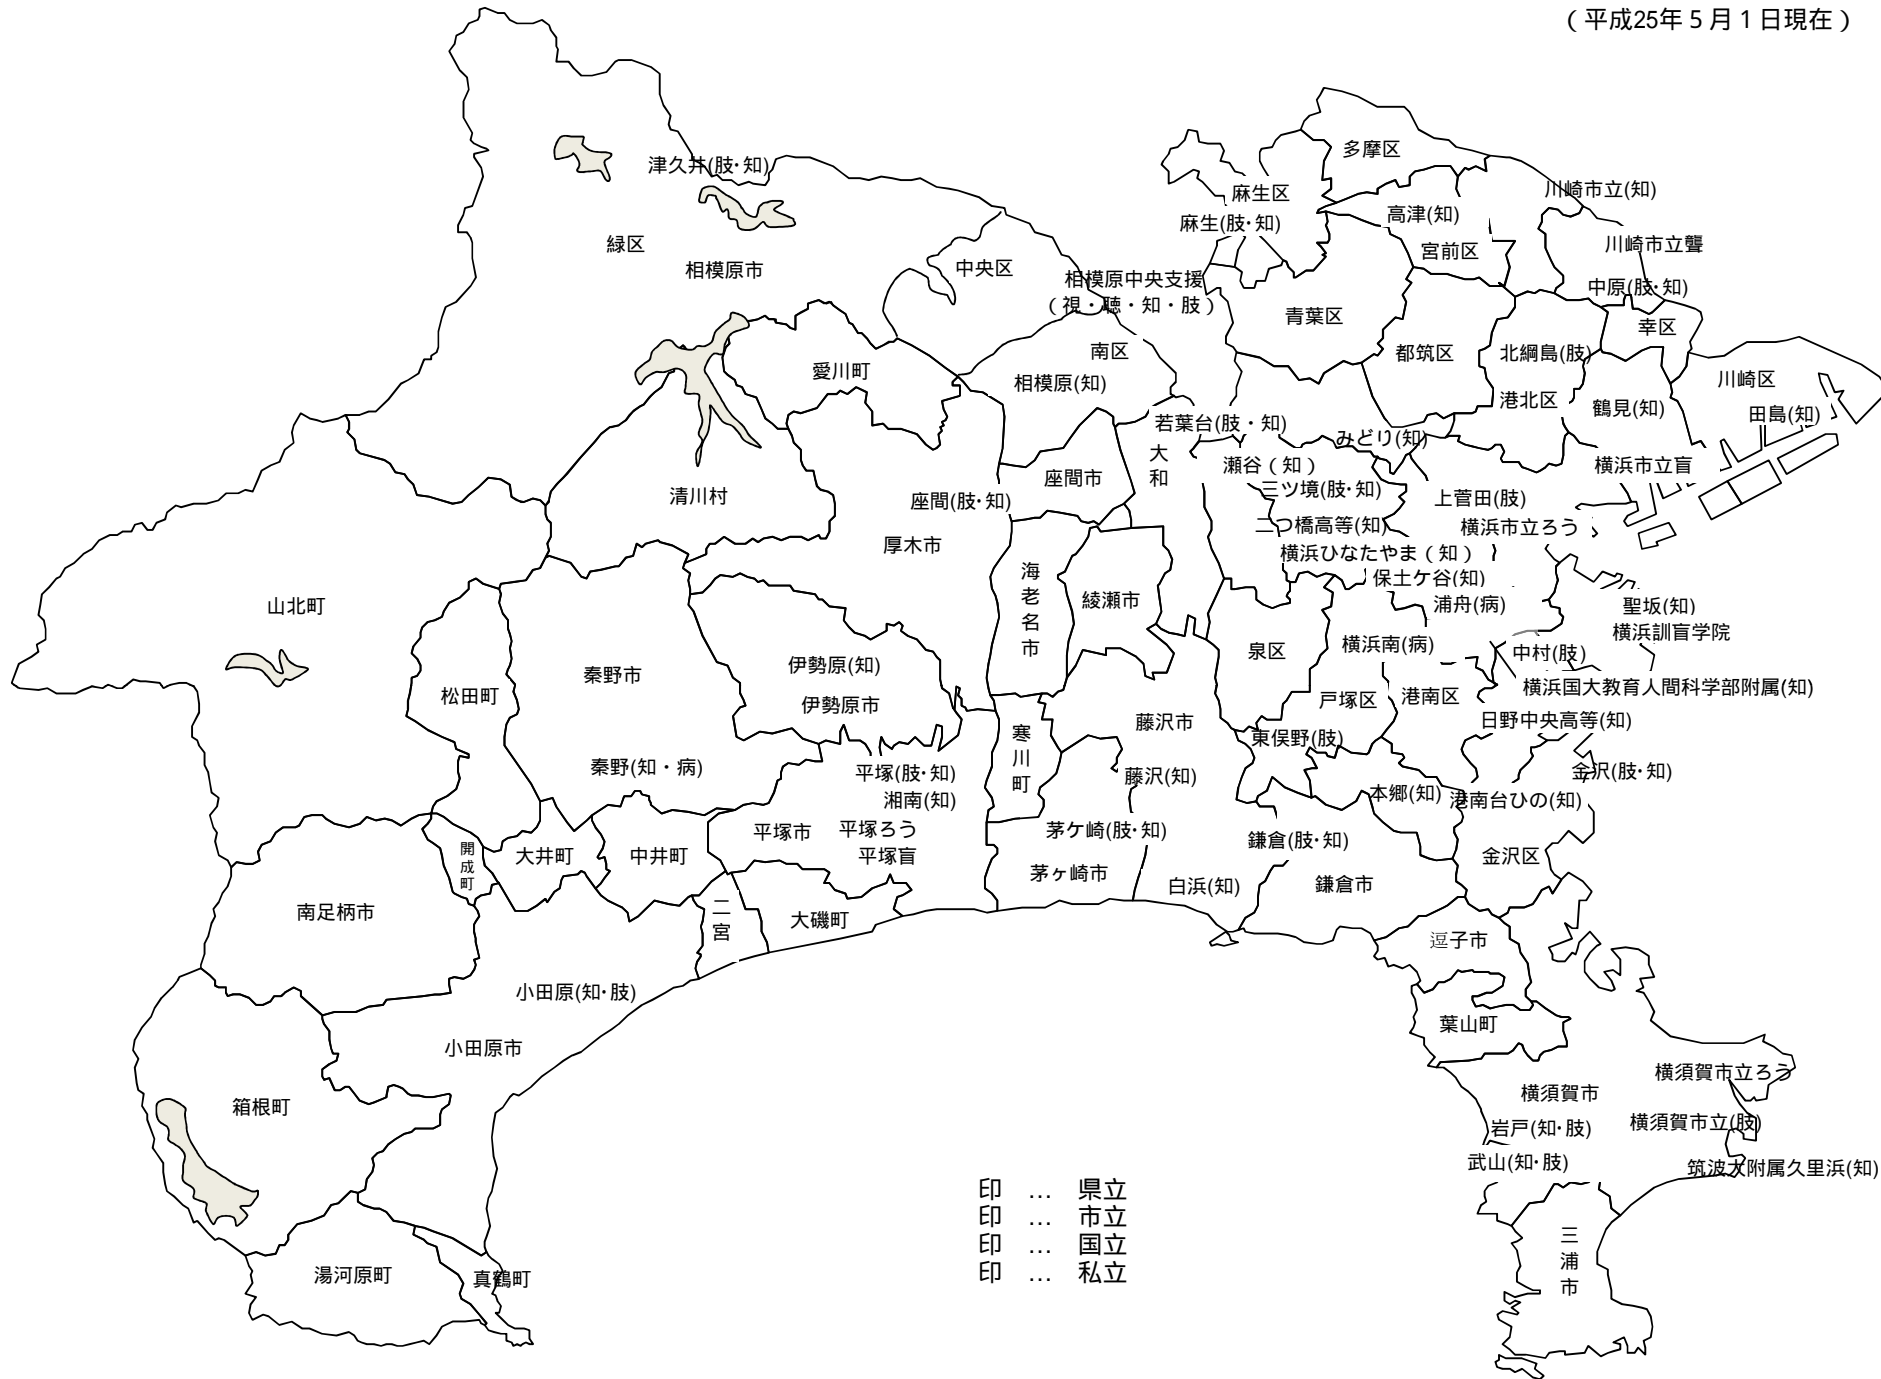 （平成25年５月１日現在）
多摩区
津久井(肢･知)
麻生区
川崎市立(知)
高津(知)
麻生(肢･知)
緑区
川崎市立聾
宮前区
相模原市
中央区
相模原中央支援
（視・聴・知・肢）
中原(肢･知)
青葉区
幸区
南区
都筑区
北綱島(肢)
愛川町
相模原(知)
川崎区
港北区
鶴見(知)
田島(知)
若葉台(肢・知)
みどり(知)
大和
瀬谷（知）
横浜市立盲
座間市
三ツ境(肢･知)
清川村
座間(肢･知)
上菅田(肢)
二つ橋高等(知)
横浜市立ろう
厚木市
横浜ひなたやま（知）
保土ケ谷(知)
海老名市
綾瀬市
浦舟(病)
聖坂(知)
山北町
横浜訓盲学院
横浜南(病)
泉区
中村(肢)
伊勢原(知)
秦野市
横浜国大教育人間科学部附属(知)
松田町
戸塚区
港南区
伊勢原市
藤沢市
日野中央高等(知)
寒川町
東俣野(肢)
秦野(知・病)
平塚(肢･知)
藤沢(知)
金沢(肢･知)
湘南(知)
本郷(知)
港南台ひの(知)
平塚市
平塚ろう
茅ケ崎(肢･知)
鎌倉(肢･知)
開成町
大井町
中井町
平塚盲
金沢区
茅ヶ崎市
白浜(知)
鎌倉市
南足柄市
二宮
大磯町
逗子市
小田原(知･肢)
葉山町
小田原市
横須賀市立ろう
横須賀市
箱根町
岩戸(知･肢)
横須賀市立(肢)
武山(知･肢)
筑波大附属久里浜(知)
印　…　県立
印　…　市立
印　…　国立
印　…　私立
三浦市
湯河原町
真鶴町